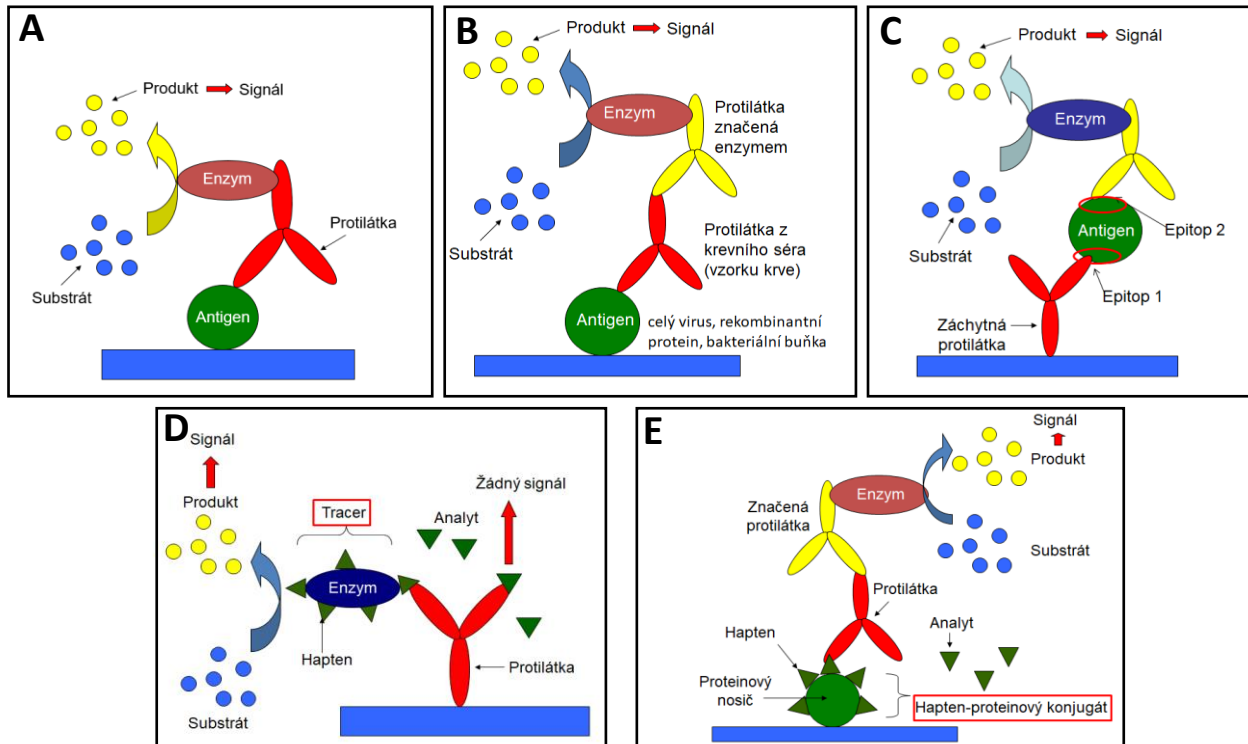 A
Produkt
Signál
Enzym
Protilátka
Substrát
Antigen
B
Produkt
Signál
Enzym
Protilátka
značená
enzymem
Substrát
Protilátka z
krevního séra
(vzorku krve)
Antigen
celý virus, rekombinantní
protein, bakteriální buňka
C
Produkt
Signál
Enzym
Substrát
Antigen
Epitop 2
Epitop 1
Záchytná
protilátka
D
Signál
Žádný signál
Produkt
Tracer
Analyt
Enzym
Hapten
Protilátka
Substrát
E
Signál
Produkt
Enzym
Značená
protilátka
Substrát
Protilátka
Hapten
Analyt
Proteinový
nosič
Hapten-proteinový konjugát